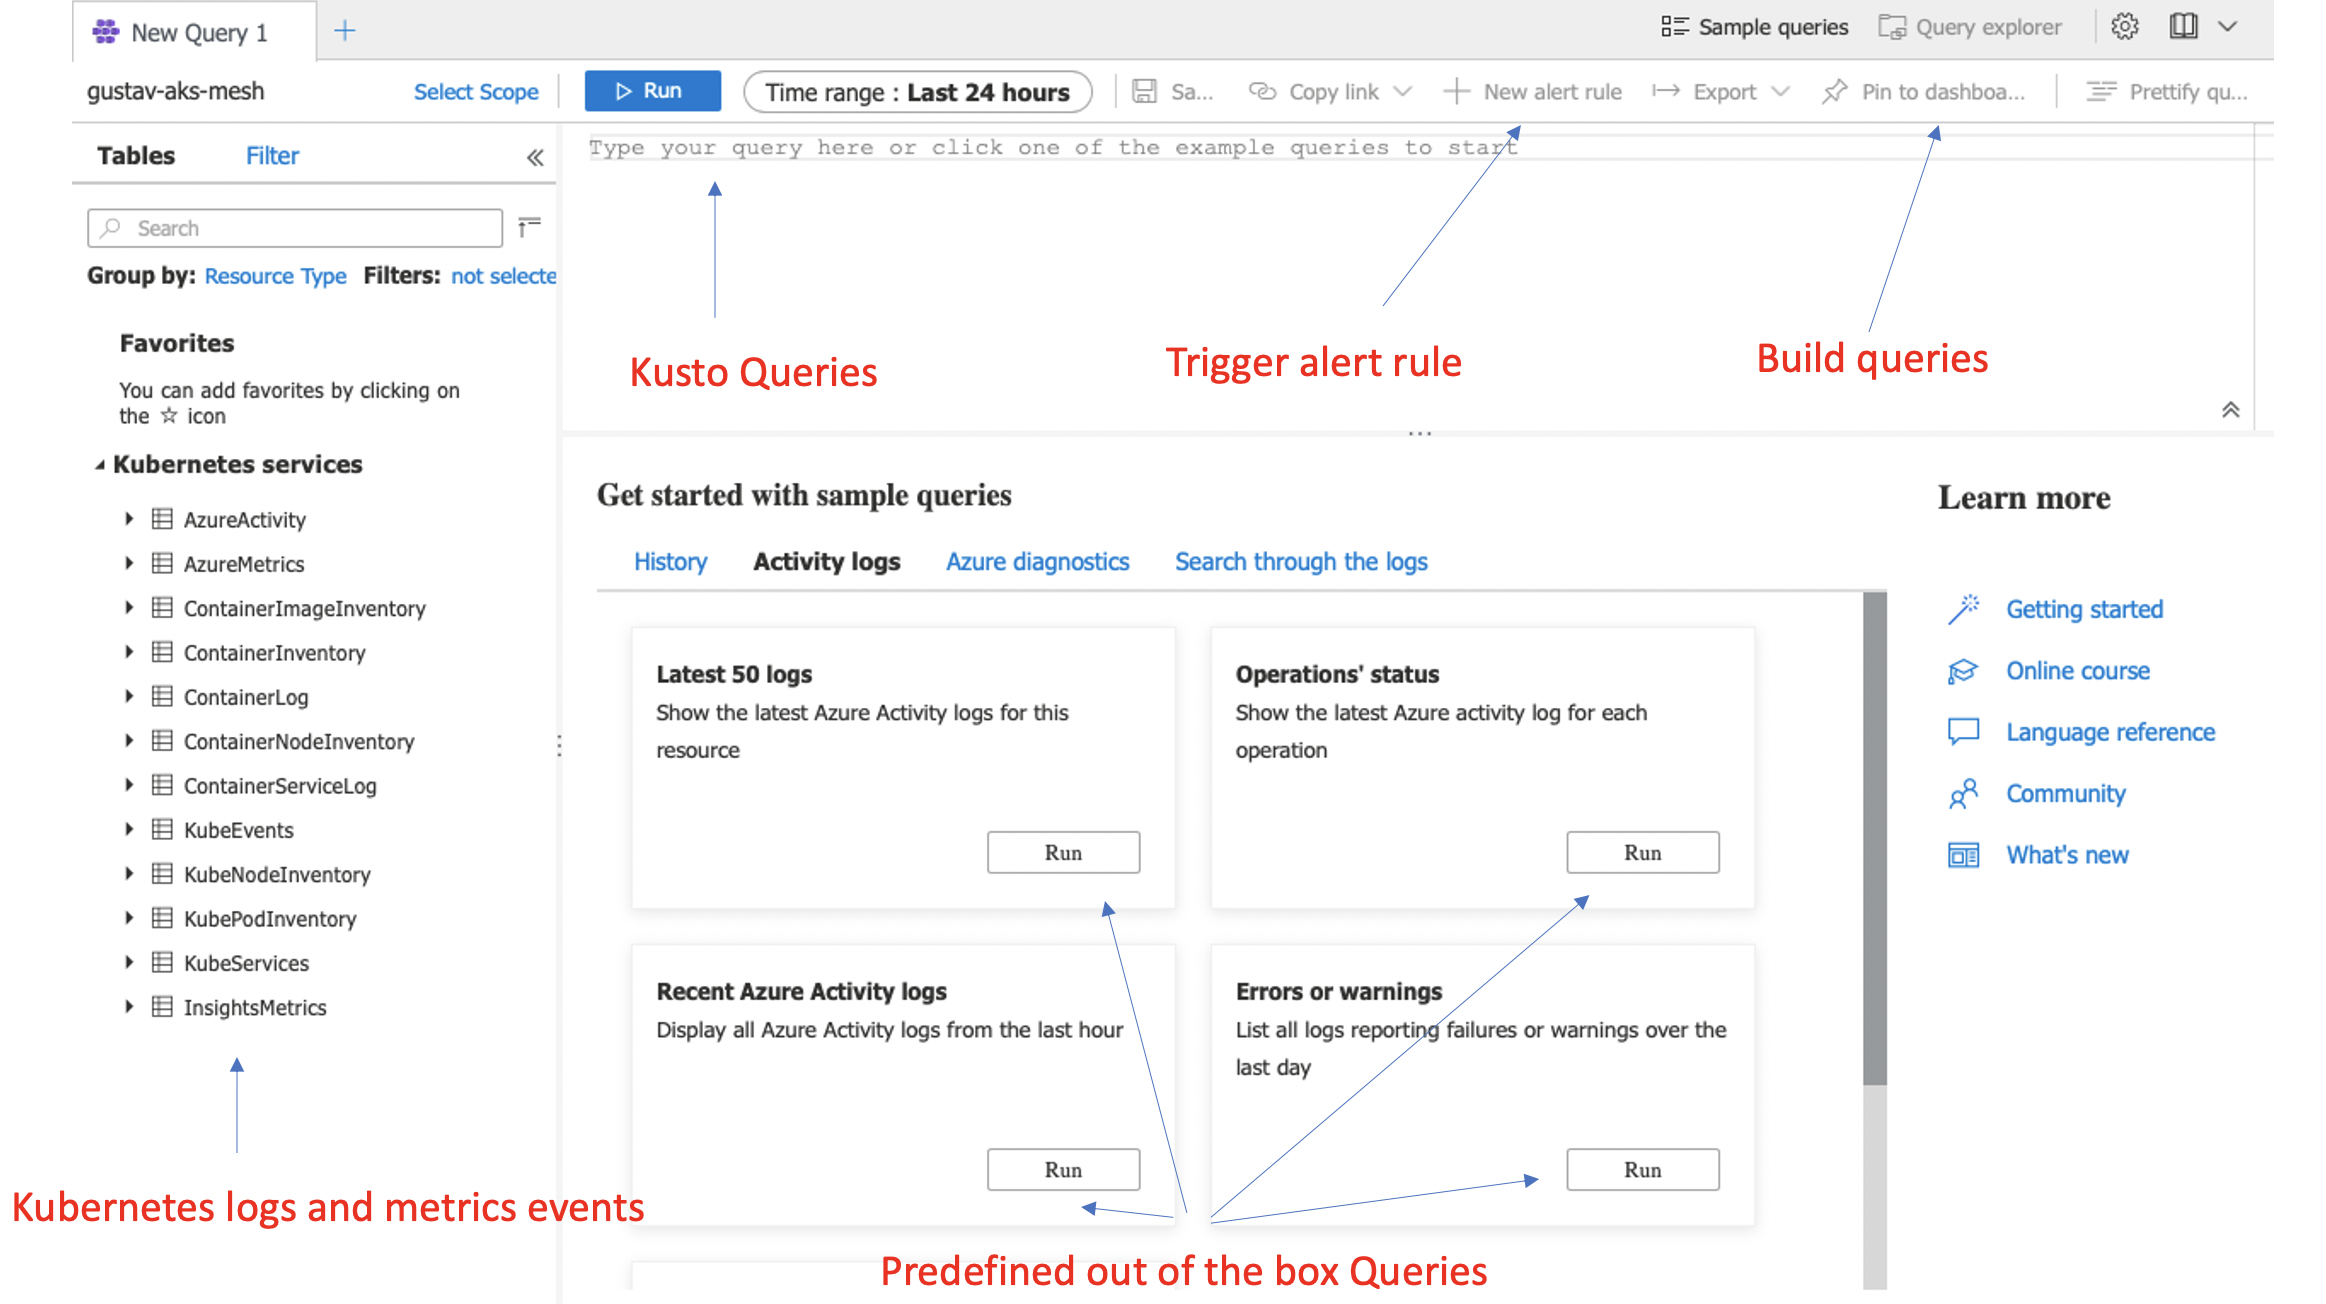 New Query 1
Sample queries
Query explorer
gustav-aks-mesh
Select Scope
Run
Time range : Last 24 hours
Sa...
Copy link
New alert rule
Export
Pin to dashboa...
Prettify qu...
Tables
Filter
Type your query here or click one of the example queries to start
Search
Group by: Resource Type Filters: not selecte
Kusto Queries
Trigger alert rule
Build queries
Favorites
You can add favorites by clicking on
the ☆ icon
Kubernetes services
AzureActivity
AzureMetrics
ContainerImageInventory
ContainerInventory
ContainerLog
ContainerNodeInventory
ContainerServiceLog
KubeEvents
KubeNodeInventory
KubePodInventory
KubeServices
InsightsMetrics
Kubernetes logs and metrics events
Get started with sample queries
History
Activity logs
Azure diagnostics
Search through the logs
Latest 50 logs
Show the latest Azure Activity logs for this
resource
Run
Operations' status
Show the latest Azure activity log for each
operation
Run
Recent Azure Activity logs
Display all Azure Activity logs from the last hour
Run
Errors or warnings
List all logs reporting failures or warnings over the
last day
Run
Predefined out of the box Queries
Learn more
Getting started
Online course
Language reference
Community
What's new